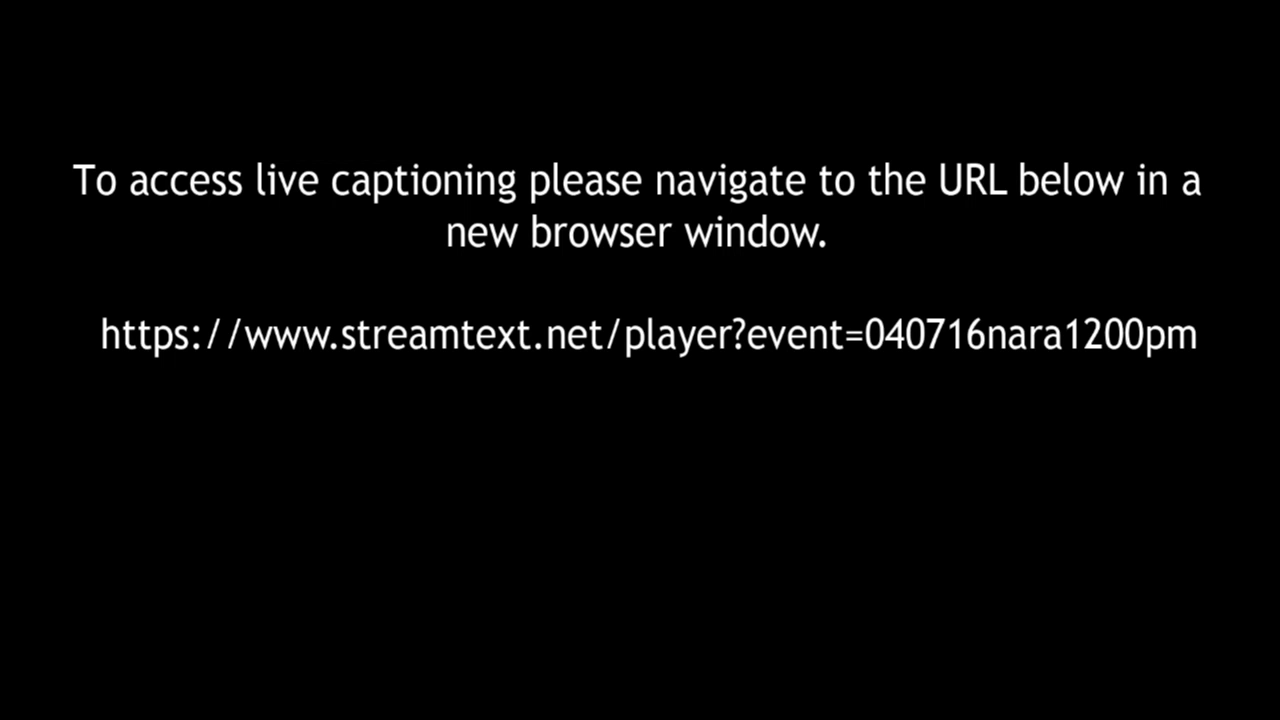 To access live captioning please navigate to the URL below in a
new browser window.
https://www.streamtext.net/player?event=040716nara1200pm